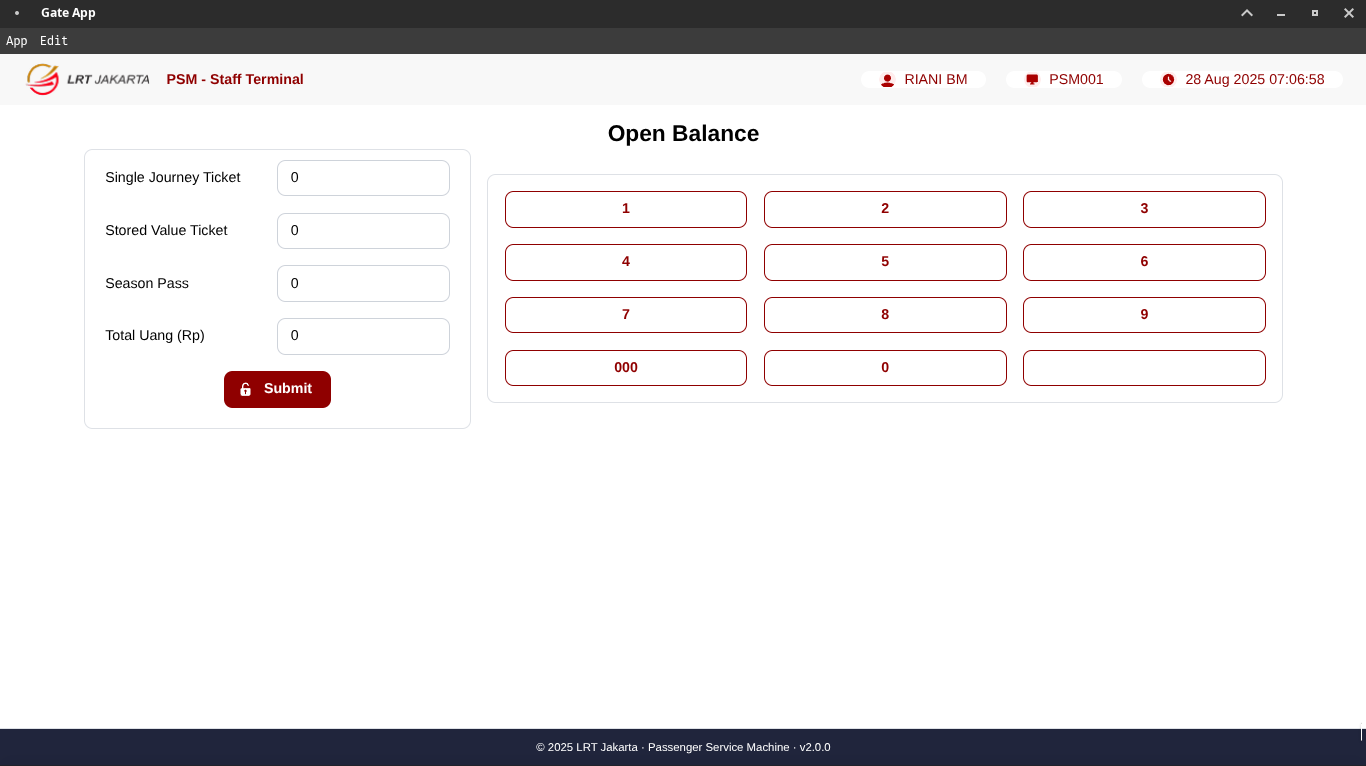 Gate App
App Edit
LRT JAKARTA PSM - Staff Terminal RIANI BM PSM001 28 Aug 2025 07:06:58
Open Balance
Single Journey Ticket 0
Stored Value Ticket 0
Season Pass 0
Total Uang (Rp) 0
Submit
1 2 3
4 5 6
7 8 9
000 0
© 2025 LRT Jakarta · Passenger Service Machine · v2.0.0